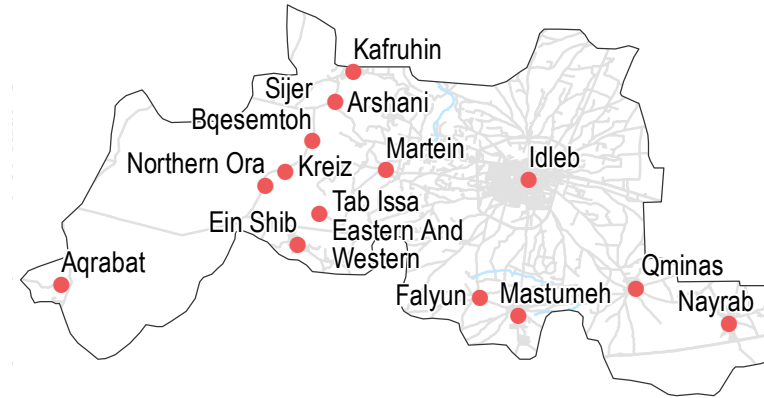 Kafruhin
Sijer
Arshani
Bqesemtoh
Martein
Idleb
Northern Ora
Kreiz
Tab Issa
Eastern And
Western
Ein Shib
Aqrabat
Qminas
Falyun
Mastumeh
Nayrab